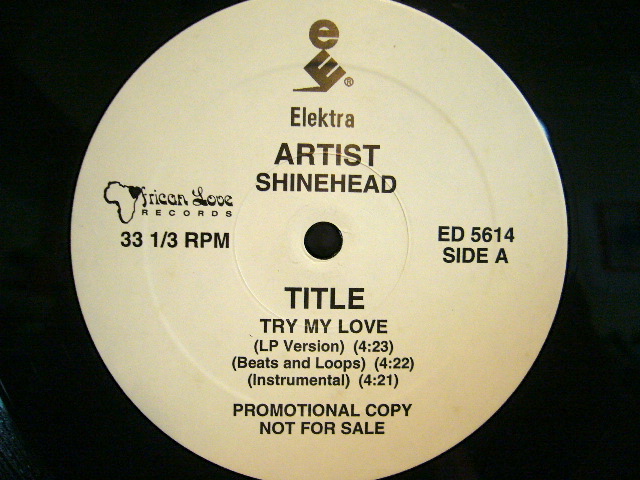 e
Elektra
ARTIST
SHINEHEAD
African Love
RECORDS
33 1/3 RPM
ED 5614
SIDE A
TITLE
TRY MY LOVE
(LP Version) (4:23)
(Beats and Loops) (4:22)
(Instrumental) (4:21)
PROMOTIONAL COPY
NOT FOR SALE